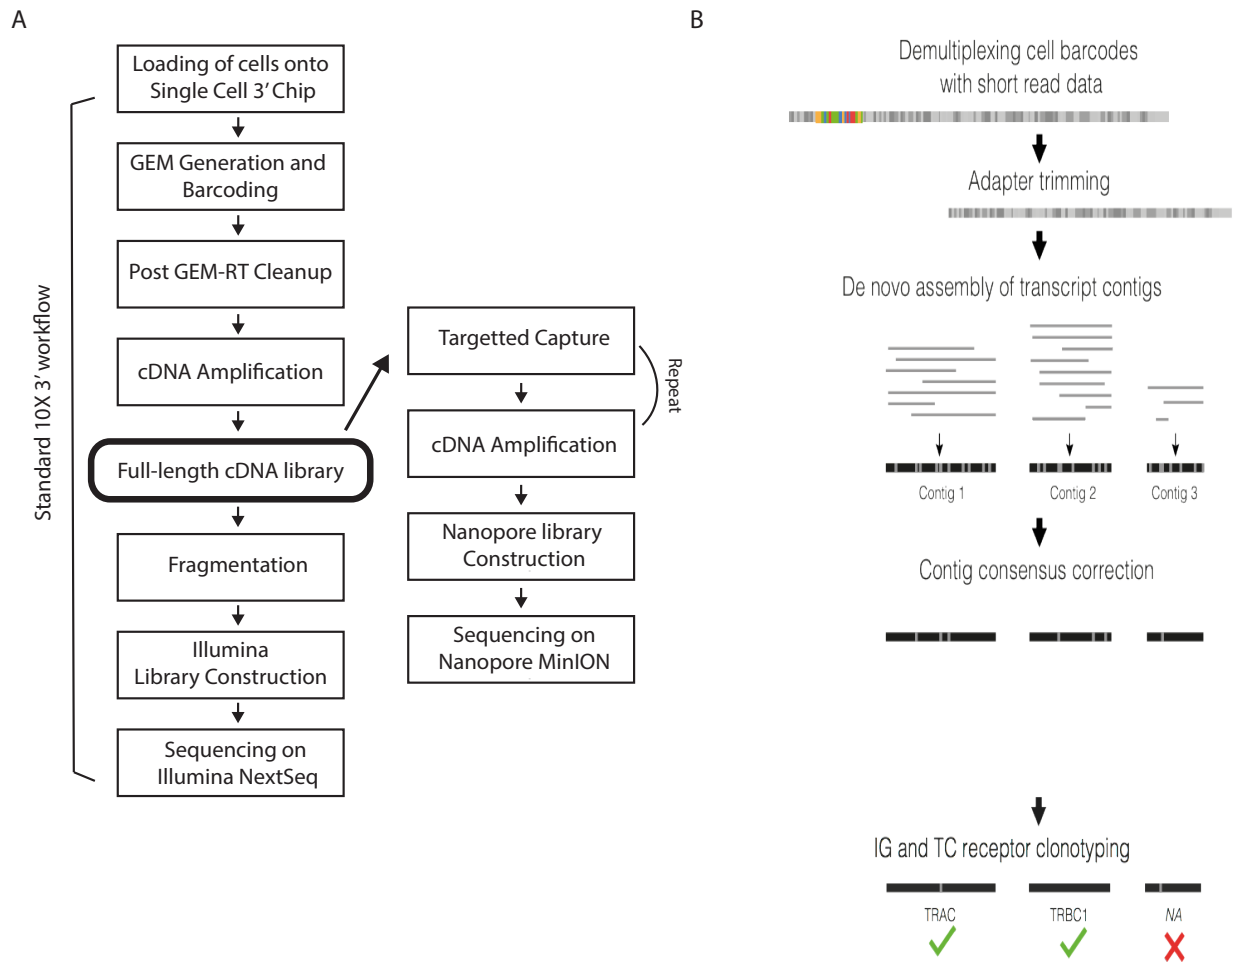 A
Loading of cells onto
Single Cell 3' Chip
GEM Generation and
Barcoding
Post GEM-RT Cleanup
cDNA Amplification
Full-length cDNA library
Fragmentation
Illumina
Library Construction
Sequencing on
Illumina NextSeq
Standard 10X 3' workflow
Targetted Capture
cDNA Amplification
Repeat
Nanopore library
Construction
Sequencing on
Nanopore MinION
B
Demultiplexing cell barcodes
with short read data
Adapter trimming
De novo assembly of transcript contigs
Contig 1
Contig 2
Contig 3
Contig consensus correction
IG and TC receptor clonotyping
TRAC
TRBC1
NA